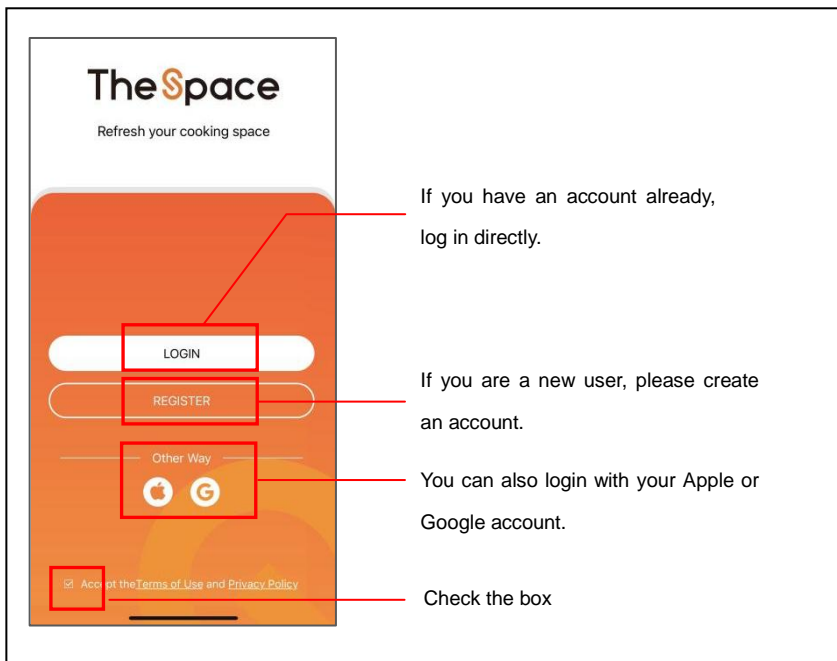 TheSpace
Refresh your cooking space
If you have an account already,
log in directly.
LOGIN
If you are a new user, please create
an account.
REGISTER
Other Way
You can also login with your Apple or
Google account.
G
Accept theTerms of Use and Privacy Policy
Check the box